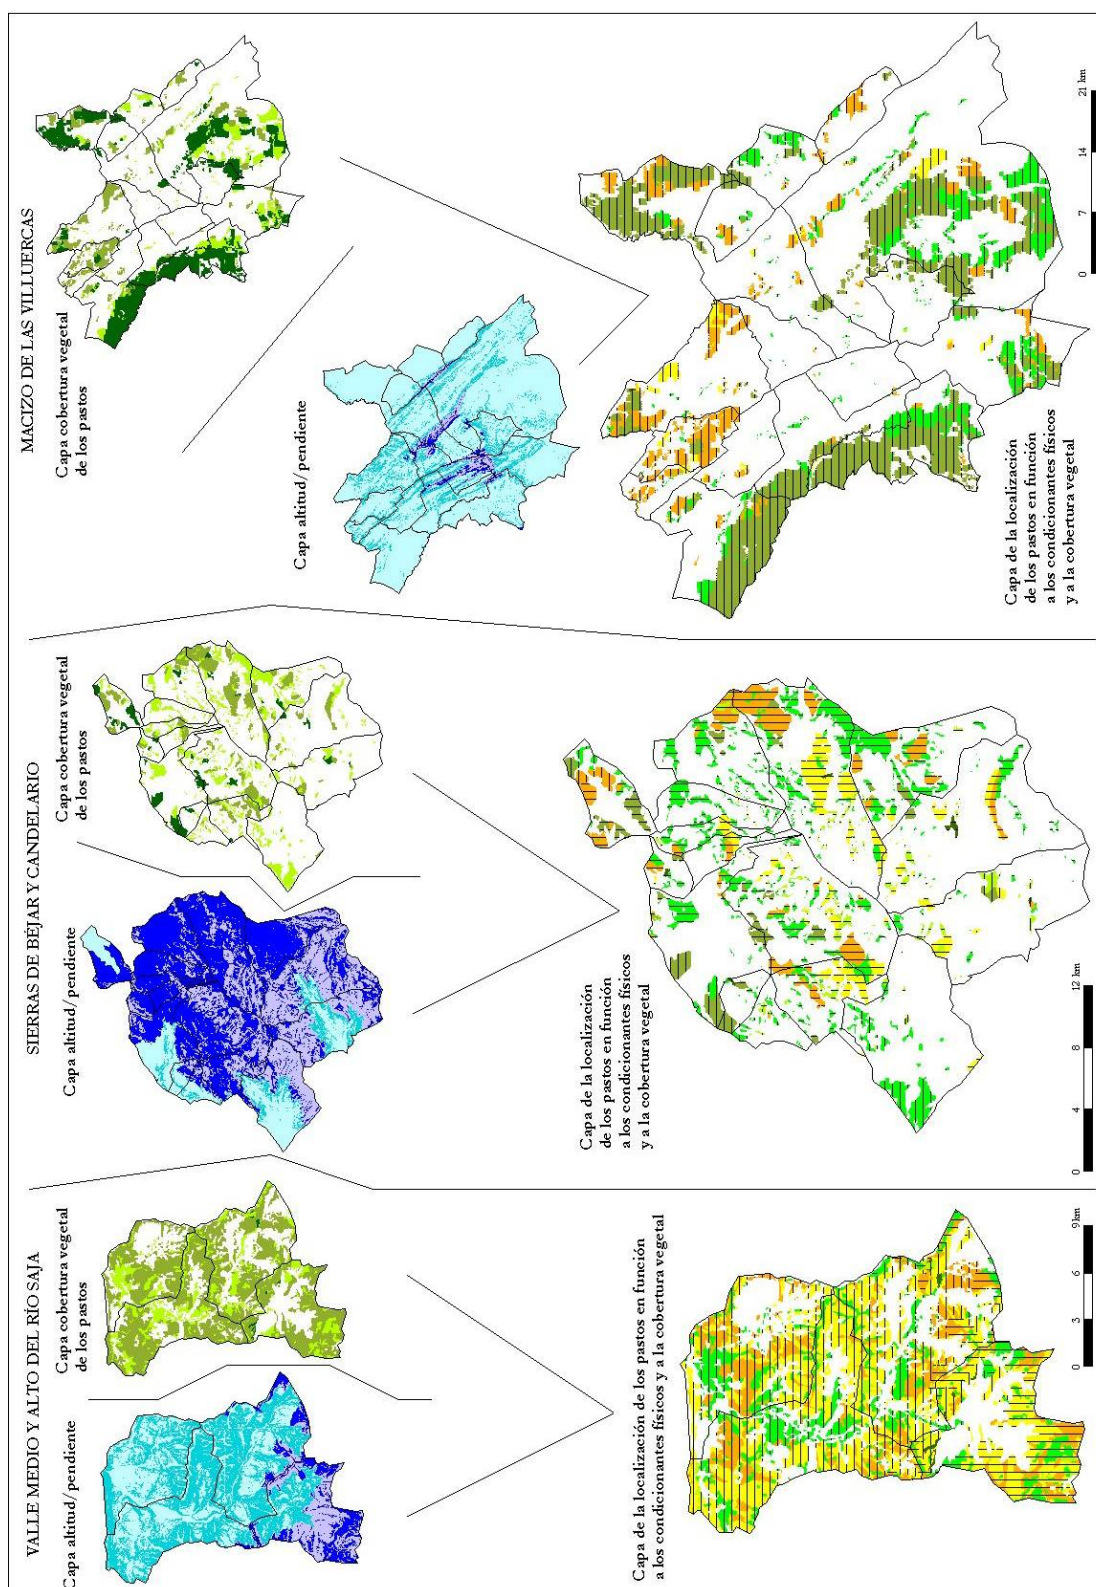 VALLE MEDIO Y ALTO DEL RÍO SAJA
Capa altitud/pendiente
Capa cobertura vegetal
de los pastos
Capa de la localización de los pastos en función
a los condicionantes físicos y a la cobertura vegetal
0 3 6 9 km
SIERRAS DE BÉJAR Y CANDELARIO
Capa altitud/pendiente
Capa cobertura vegetal
de los pastos
Capa de la localización
de los pastos en función
a los condicionantes físicos
y a la cobertura vegetal
0 4 8 12 km
MACIZO DE LAS VILLUERCAS
Capa cobertura vegetal
de los pastos
Capa altitud/pendiente
Capa de la localización
de los pastos en función
a los condicionantes físicos
y a la cobertura vegetal
0 7 14 21 km